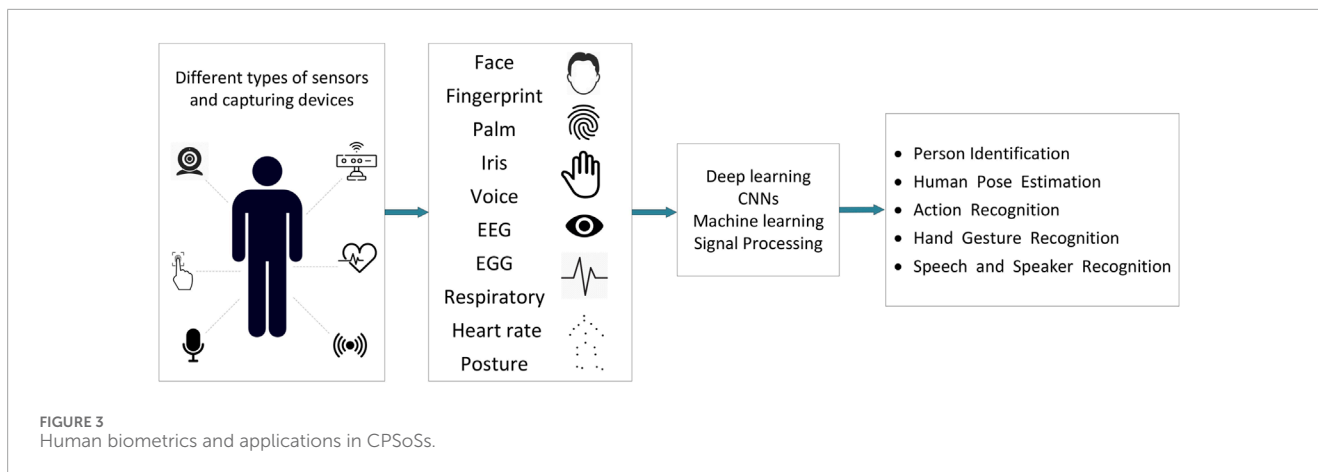 Different types of sensors
and capturing devices
Face
Fingerprint
Palm
Iris
Voice
EEG
EGG
Respiratory
Heart rate
Posture
Deep learning
CNNs
Machine learning
Signal Processing
• Person Identification
• Human Pose Estimation
• Action Recognition
• Hand Gesture Recognition
• Speech and Speaker Recognition
FIGURE 3
Human biometrics and applications in CPSoSs.